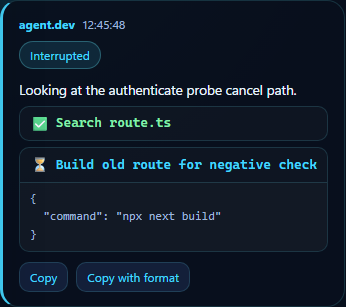 agent.dev 12:45:48
Interrupted
Looking at the authenticate probe cancel path.
✅ Search route.ts
⏳ Build old route for negative check
{
  "command": "npx next build"
}
Copy Copy with format